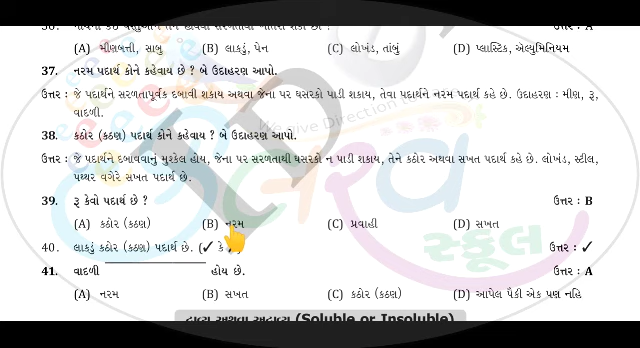 (A) મીણબત્તી, સાબુ (B) લાકડું, પેન (C) લોખંડ, તાંબું (D) પ્લાસ્ટિક, એલ્યુમિનિયમ
37. નરમ પદાર્થ કોને કહેવાય છે ? બે ઉદાહરણ આપો.
ઉત્તર : જે પદાર્થને સરળતાપૂર્વક દબાવી શકાય અથવા જેના પર ઘસરકો પાડી શકાય, તેવા પદાર્થને નરમ પદાર્થ કહે છે. ઉદાહરણ : મીણ, રૂ,
વાદળી.
38. કઠોર (કઠણ) પદાર્થ કોને કહેવાય ? બે ઉદાહરણ આપો.
ઉત્તર : જે પદાર્થને દબાવવાનું મુશ્કેલ હોય, જેના પર સરળતાથી ઘસરકો ન પાડી શકાય, તેને કઠોર અથવા સખત પદાર્થ કહે છે. લોખંડ, સ્ટીલ,
પથ્થર વગેરે સખત પદાર્થ છે.
39. રૂ કેવો પદાર્થ છે ? ઉત્તર : B
(A) કઠોર (કઠણ) (B) નરમ (C) પ્રવાહી (D) સખત
40. લાકડું કઠોર (કઠણ) પદાર્થ છે. (✓ કે ઉત્તર : ✓
41. વાદળી ____________ હોય છે. ઉત્તર : A
(A) નરમ (B) સખત (C) કઠોર (કઠણ) (D) આપેલ પૈકી એક પણ નહિ
દ્રાવ્ય અથવા અદ્રાવ્ય (Soluble or Insoluble)
સ્કૂલ